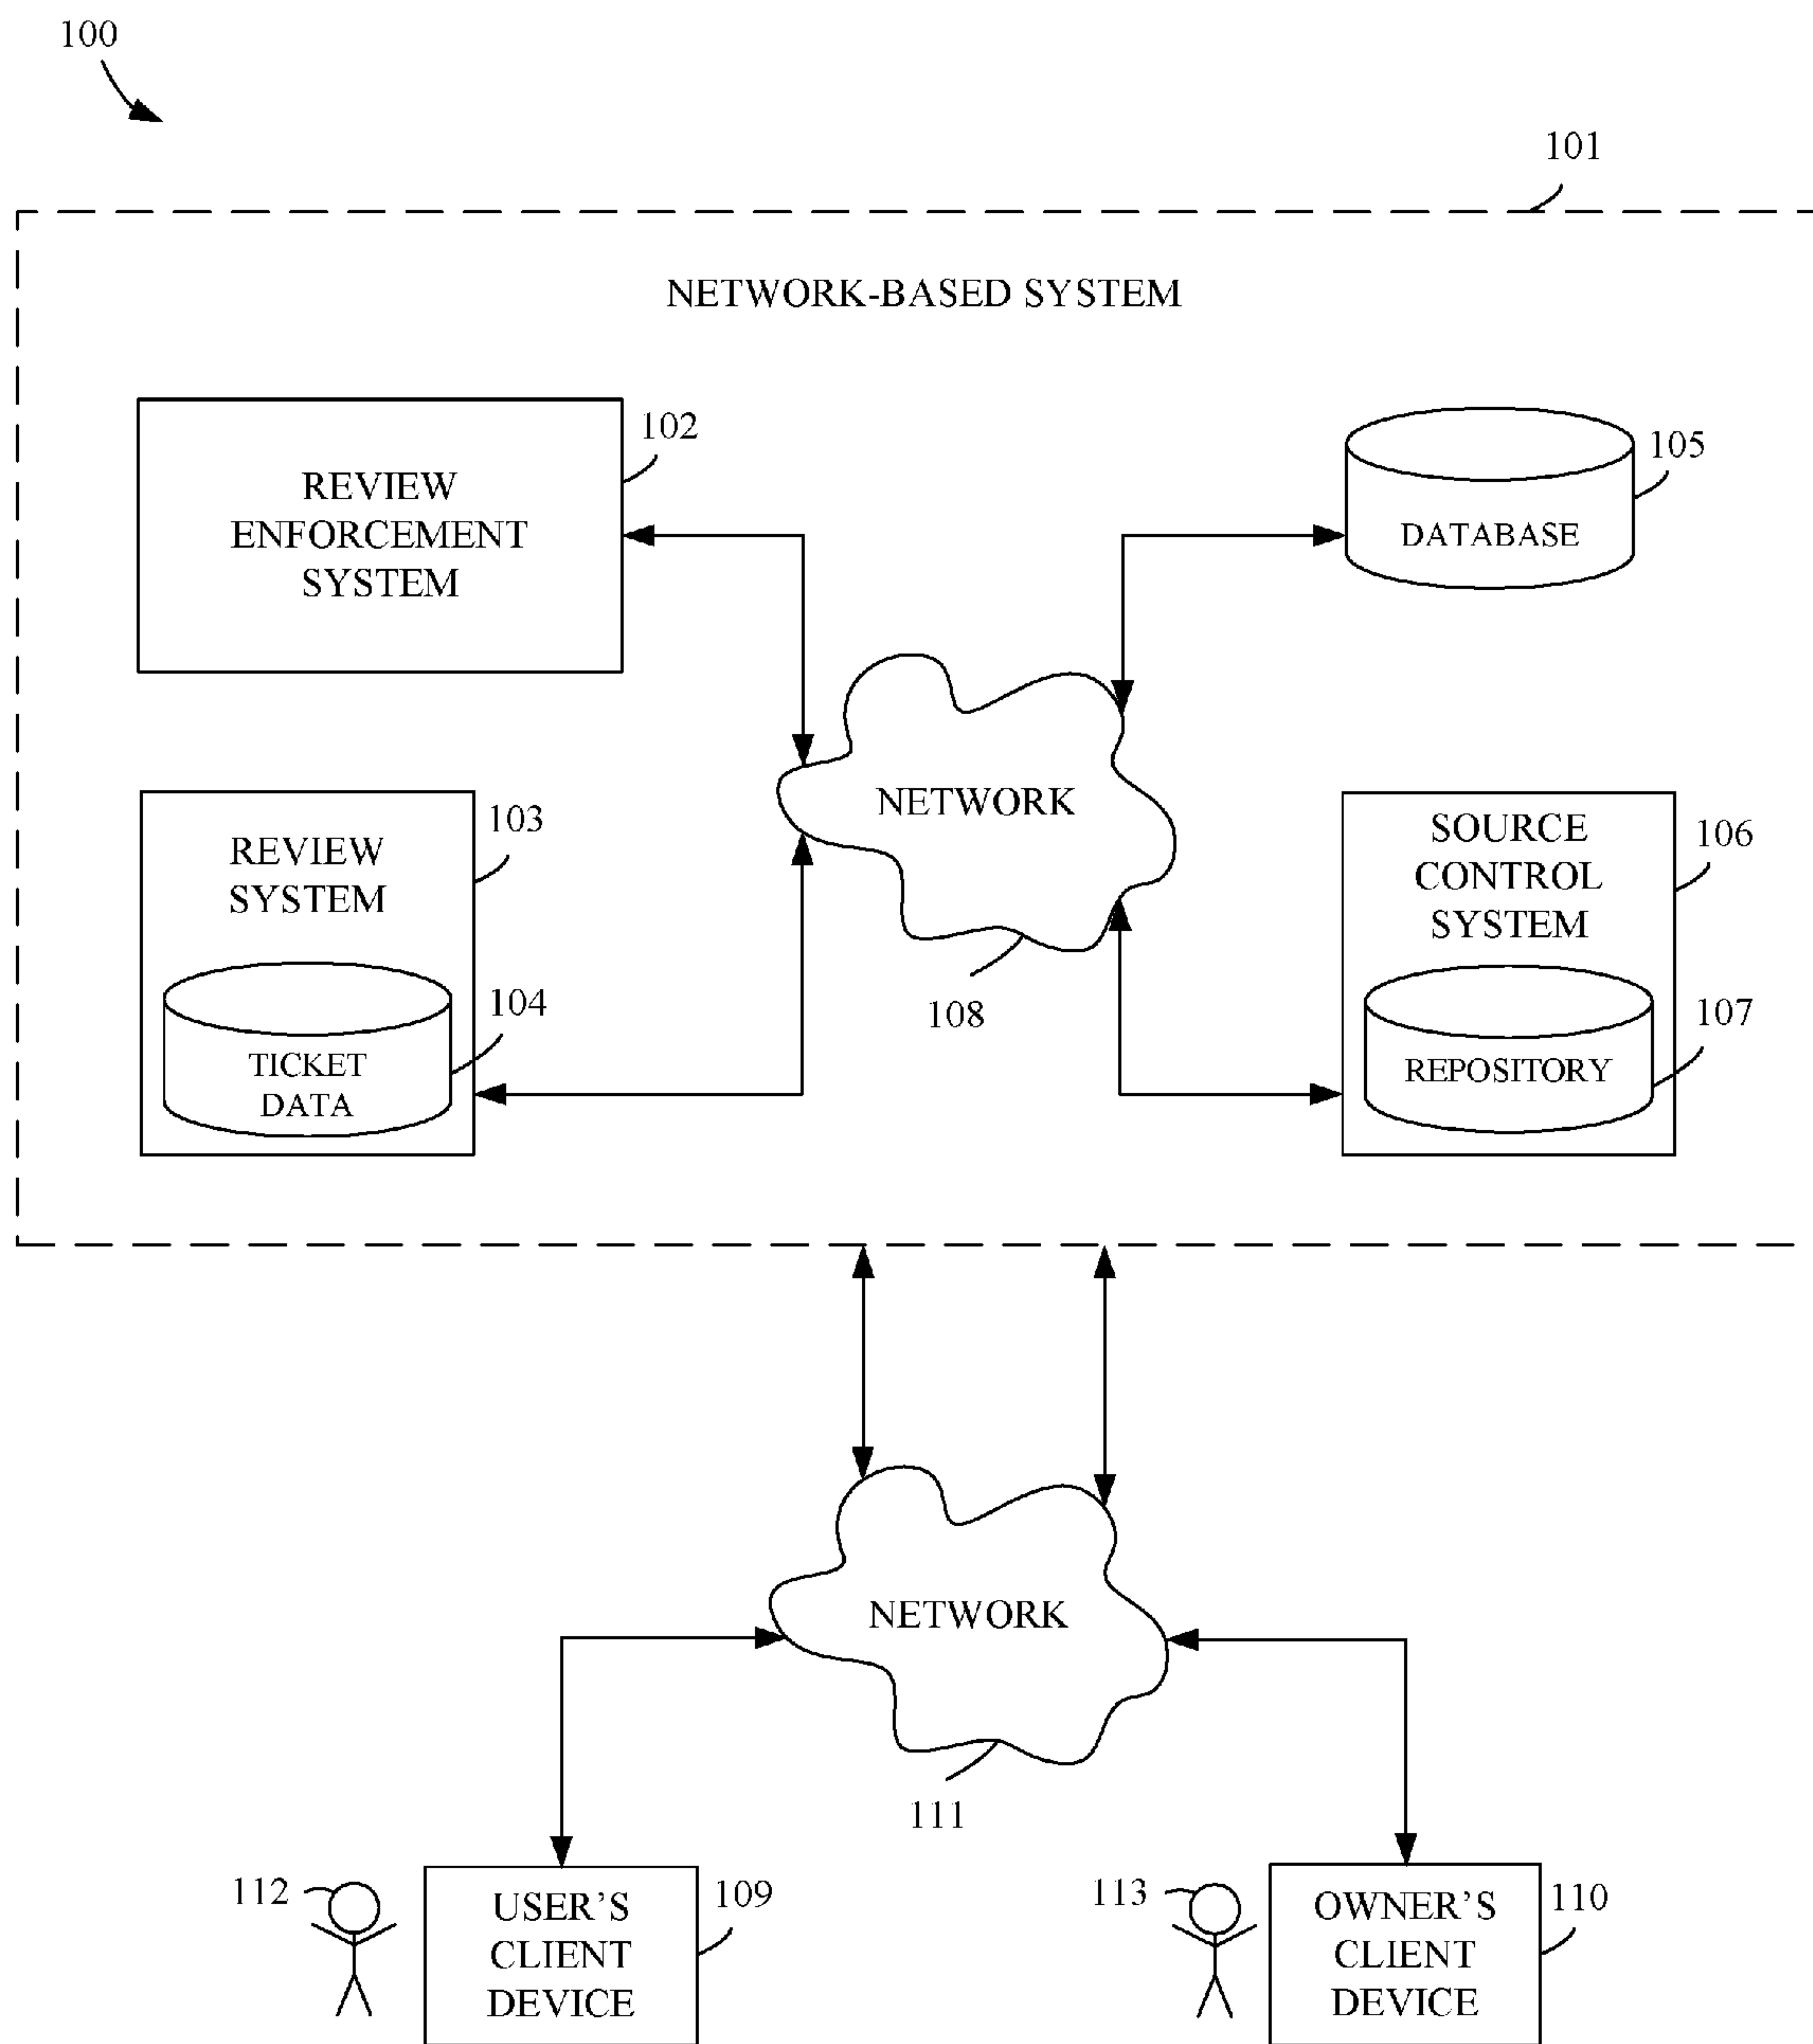 100
101
NETWORK-BASED SYSTEM
102
REVIEW
ENFORCEMENT
SYSTEM
105
DATABASE
NETWORK
108
103
REVIEW
SYSTEM
104
TICKET
DATA
SOURCE
CONTROL
SYSTEM
106
107
REPOSITORY
NETWORK
111
112
USER'S
CLIENT
DEVICE
109
113
OWNER'S
CLIENT
DEVICE
110